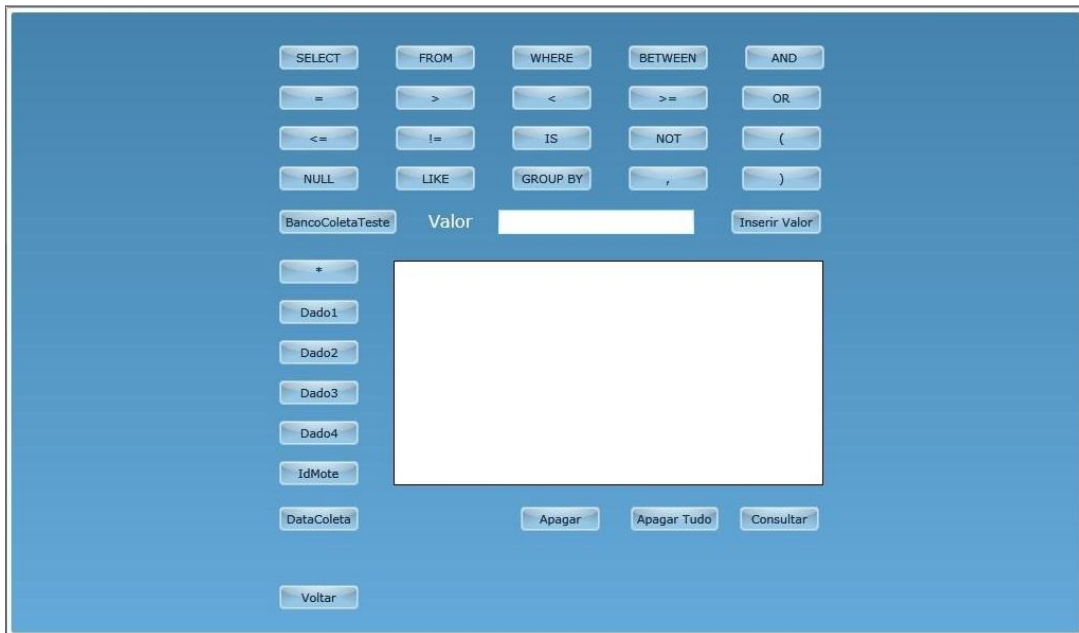 SELECT FROM WHERE BETWEEN AND
= > < >= OR
<= != IS NOT (
NULL LIKE GROUP BY , )
BancoColetaTeste Valor Inserir Valor
*
Dado1
Dado2
Dado3
Dado4
IdMote
DataColeta Apagar Apagar Tudo Consultar
Voltar